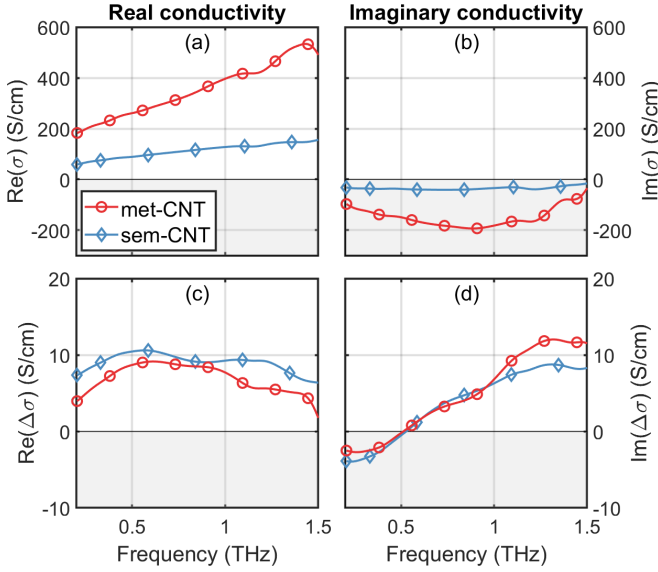 Real conductivity
Imaginary conductivity
(a)
(b)
600
400
200
0
-200
Re(σ) (S/cm)
met-CNT
sem-CNT
600
400
200
0
-200
Im(σ) (S/cm)
(c)
(d)
20
10
0
-10
Re(Δσ) (S/cm)
20
10
0
-10
Im(Δσ) (S/cm)
0.5
1
1.5
0.5
1
1.5
Frequency (THz)
Frequency (THz)